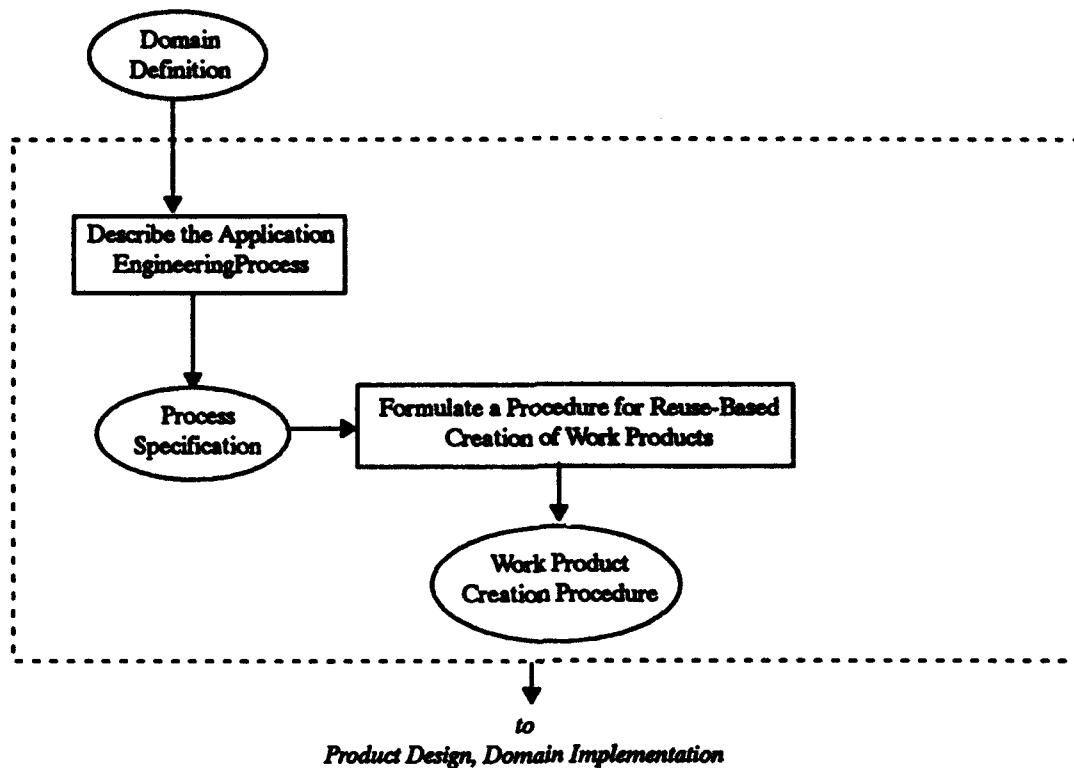 Domain
Definition
Describe the Application
EngineeringProcess
Process
Specification
Formulate a Procedure for Reuse-Based
Creation of Work Products
Work Product
Creation Procedure
to
Product Design, Domain Implementation